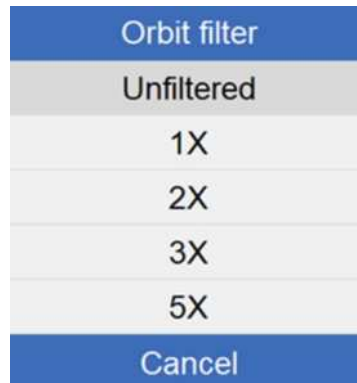 Orbit filter
Unfiltered
1X
2X
3X
5X
Cancel